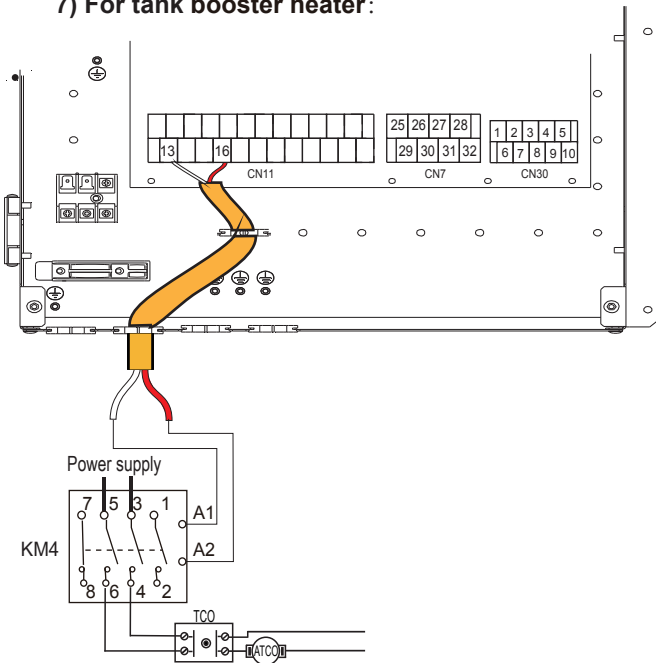 7) For tank booster heater:
25 26 27 28
1 2 3 4 5
13 16
29 30 31 32
6 7 8 9 10
CN11
CN7
CN30
Power supply
7 5 3 1
A1
KM4
A2
8 6 4 2
TCO
ATCO